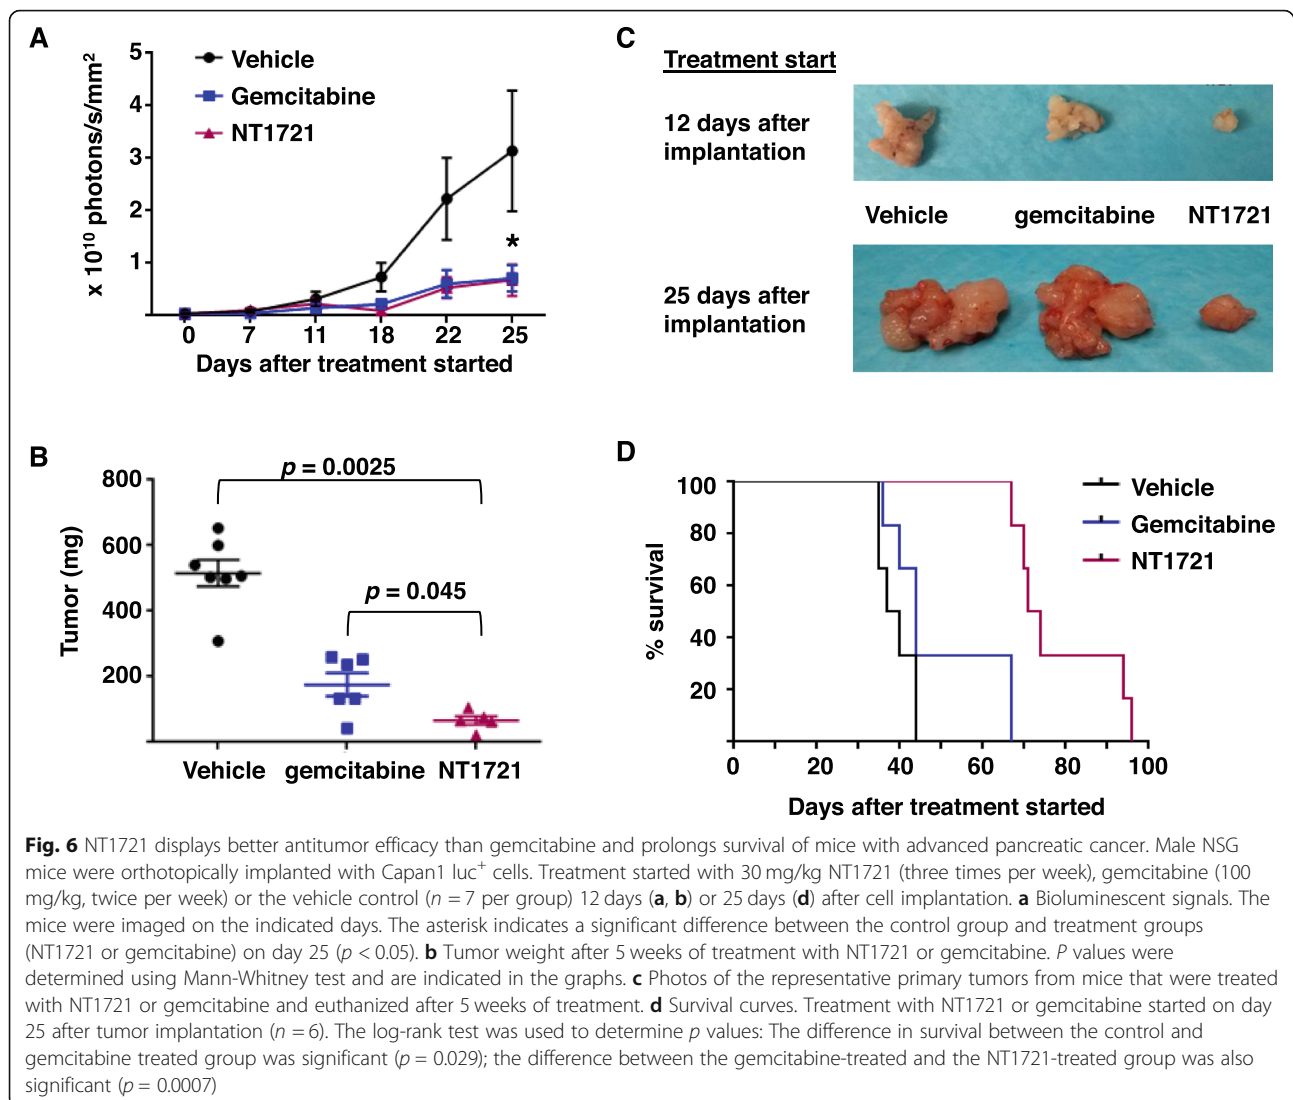 A
5
4
3
2
1
x 10¹⁰ photons/s/mm²
Vehicle
Gemcitabine
NT1721
*
0 7 11 18 22 25
Days after treatment started
C
Treatment start
12 days after
implantation
Vehicle gemcitabine NT1721
25 days after
implantation
B
800
600
400
200
Tumor (mg)
p = 0.0025
p = 0.045
Vehicle gemcitabine NT1721
D
100
80
60
40
20
% survival
Vehicle
Gemcitabine
NT1721
0 20 40 60 80 100
Days after treatment started
Fig. 6 NT1721 displays better antitumor efficacy than gemcitabine and prolongs survival of mice with advanced pancreatic cancer. Male NSG
mice were orthotopically implanted with Capan1 luc⁺ cells. Treatment started with 30 mg/kg NT1721 (three times per week), gemcitabine (100
mg/kg, twice per week) or the vehicle control (n = 7 per group) 12 days (a, b) or 25 days (d) after cell implantation. a Bioluminescent signals. The
mice were imaged on the indicated days. The asterisk indicates a significant difference between the control group and treatment groups
(NT1721 or gemcitabine) on day 25 (p < 0.05). b Tumor weight after 5 weeks of treatment with NT1721 or gemcitabine. P values were
determined using Mann-Whitney test and are indicated in the graphs. c Photos of the representative primary tumors from mice that were treated
with NT1721 or gemcitabine and euthanized after 5 weeks of treatment. d Survival curves. Treatment with NT1721 or gemcitabine started on day
25 after tumor implantation (n = 6). The log-rank test was used to determine p values: The difference in survival between the control and
gemcitabine treated group was significant (p = 0.029); the difference between the gemcitabine-treated and the NT1721-treated group was also
significant (p = 0.0007)